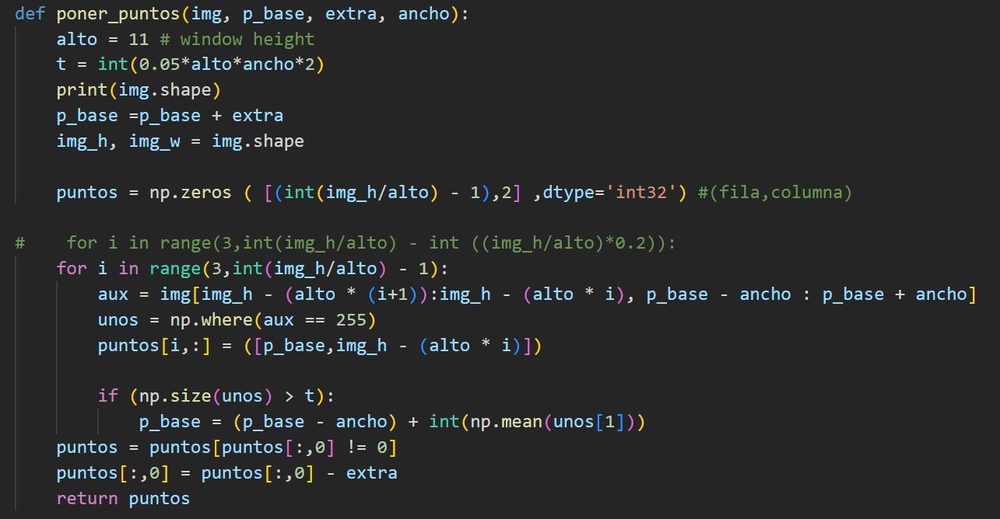 def poner_puntos(img, p_base, extra, ancho):
    alto = 11 # window height
    t = int(0.05*alto*ancho*2)
    print(img.shape)
    p_base =p_base + extra
    img_h, img_w = img.shape

    puntos = np.zeros ( [(int(img_h/alto) - 1),2] ,dtype='int32') #(fila,columna)

#    for i in range(3,int(img_h/alto) - int ((img_h/alto)*0.2)):
    for i in range(3,int(img_h/alto) - 1):
        aux = img[img_h - (alto * (i+1)):img_h - (alto * i), p_base - ancho : p_base + ancho]
        unos = np.where(aux == 255)
        puntos[i,:] = ([p_base,img_h - (alto * i)])

        if (np.size(unos) > t):
            p_base = (p_base - ancho) + int(np.mean(unos[1]))
    puntos = puntos[puntos[:,0] != 0]
    puntos[:,0] = puntos[:,0] - extra
    return puntos